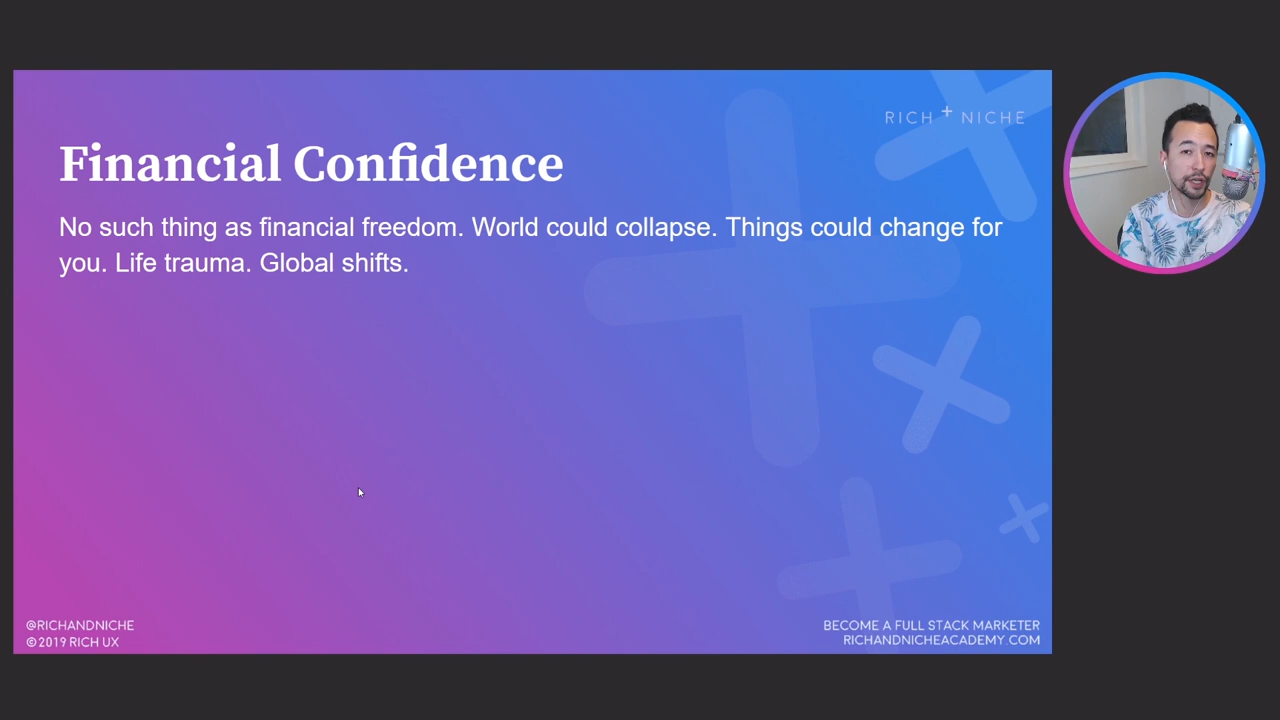 RICH + NICHE
Financial Confidence
No such thing as financial freedom. World could collapse. Things could change for
you. Life trauma. Global shifts.
@RICHANDNICHE
©2019 RICH UX
BECOME A FULL STACK MARKETER
RICHANDNICHEACADEMY.COM